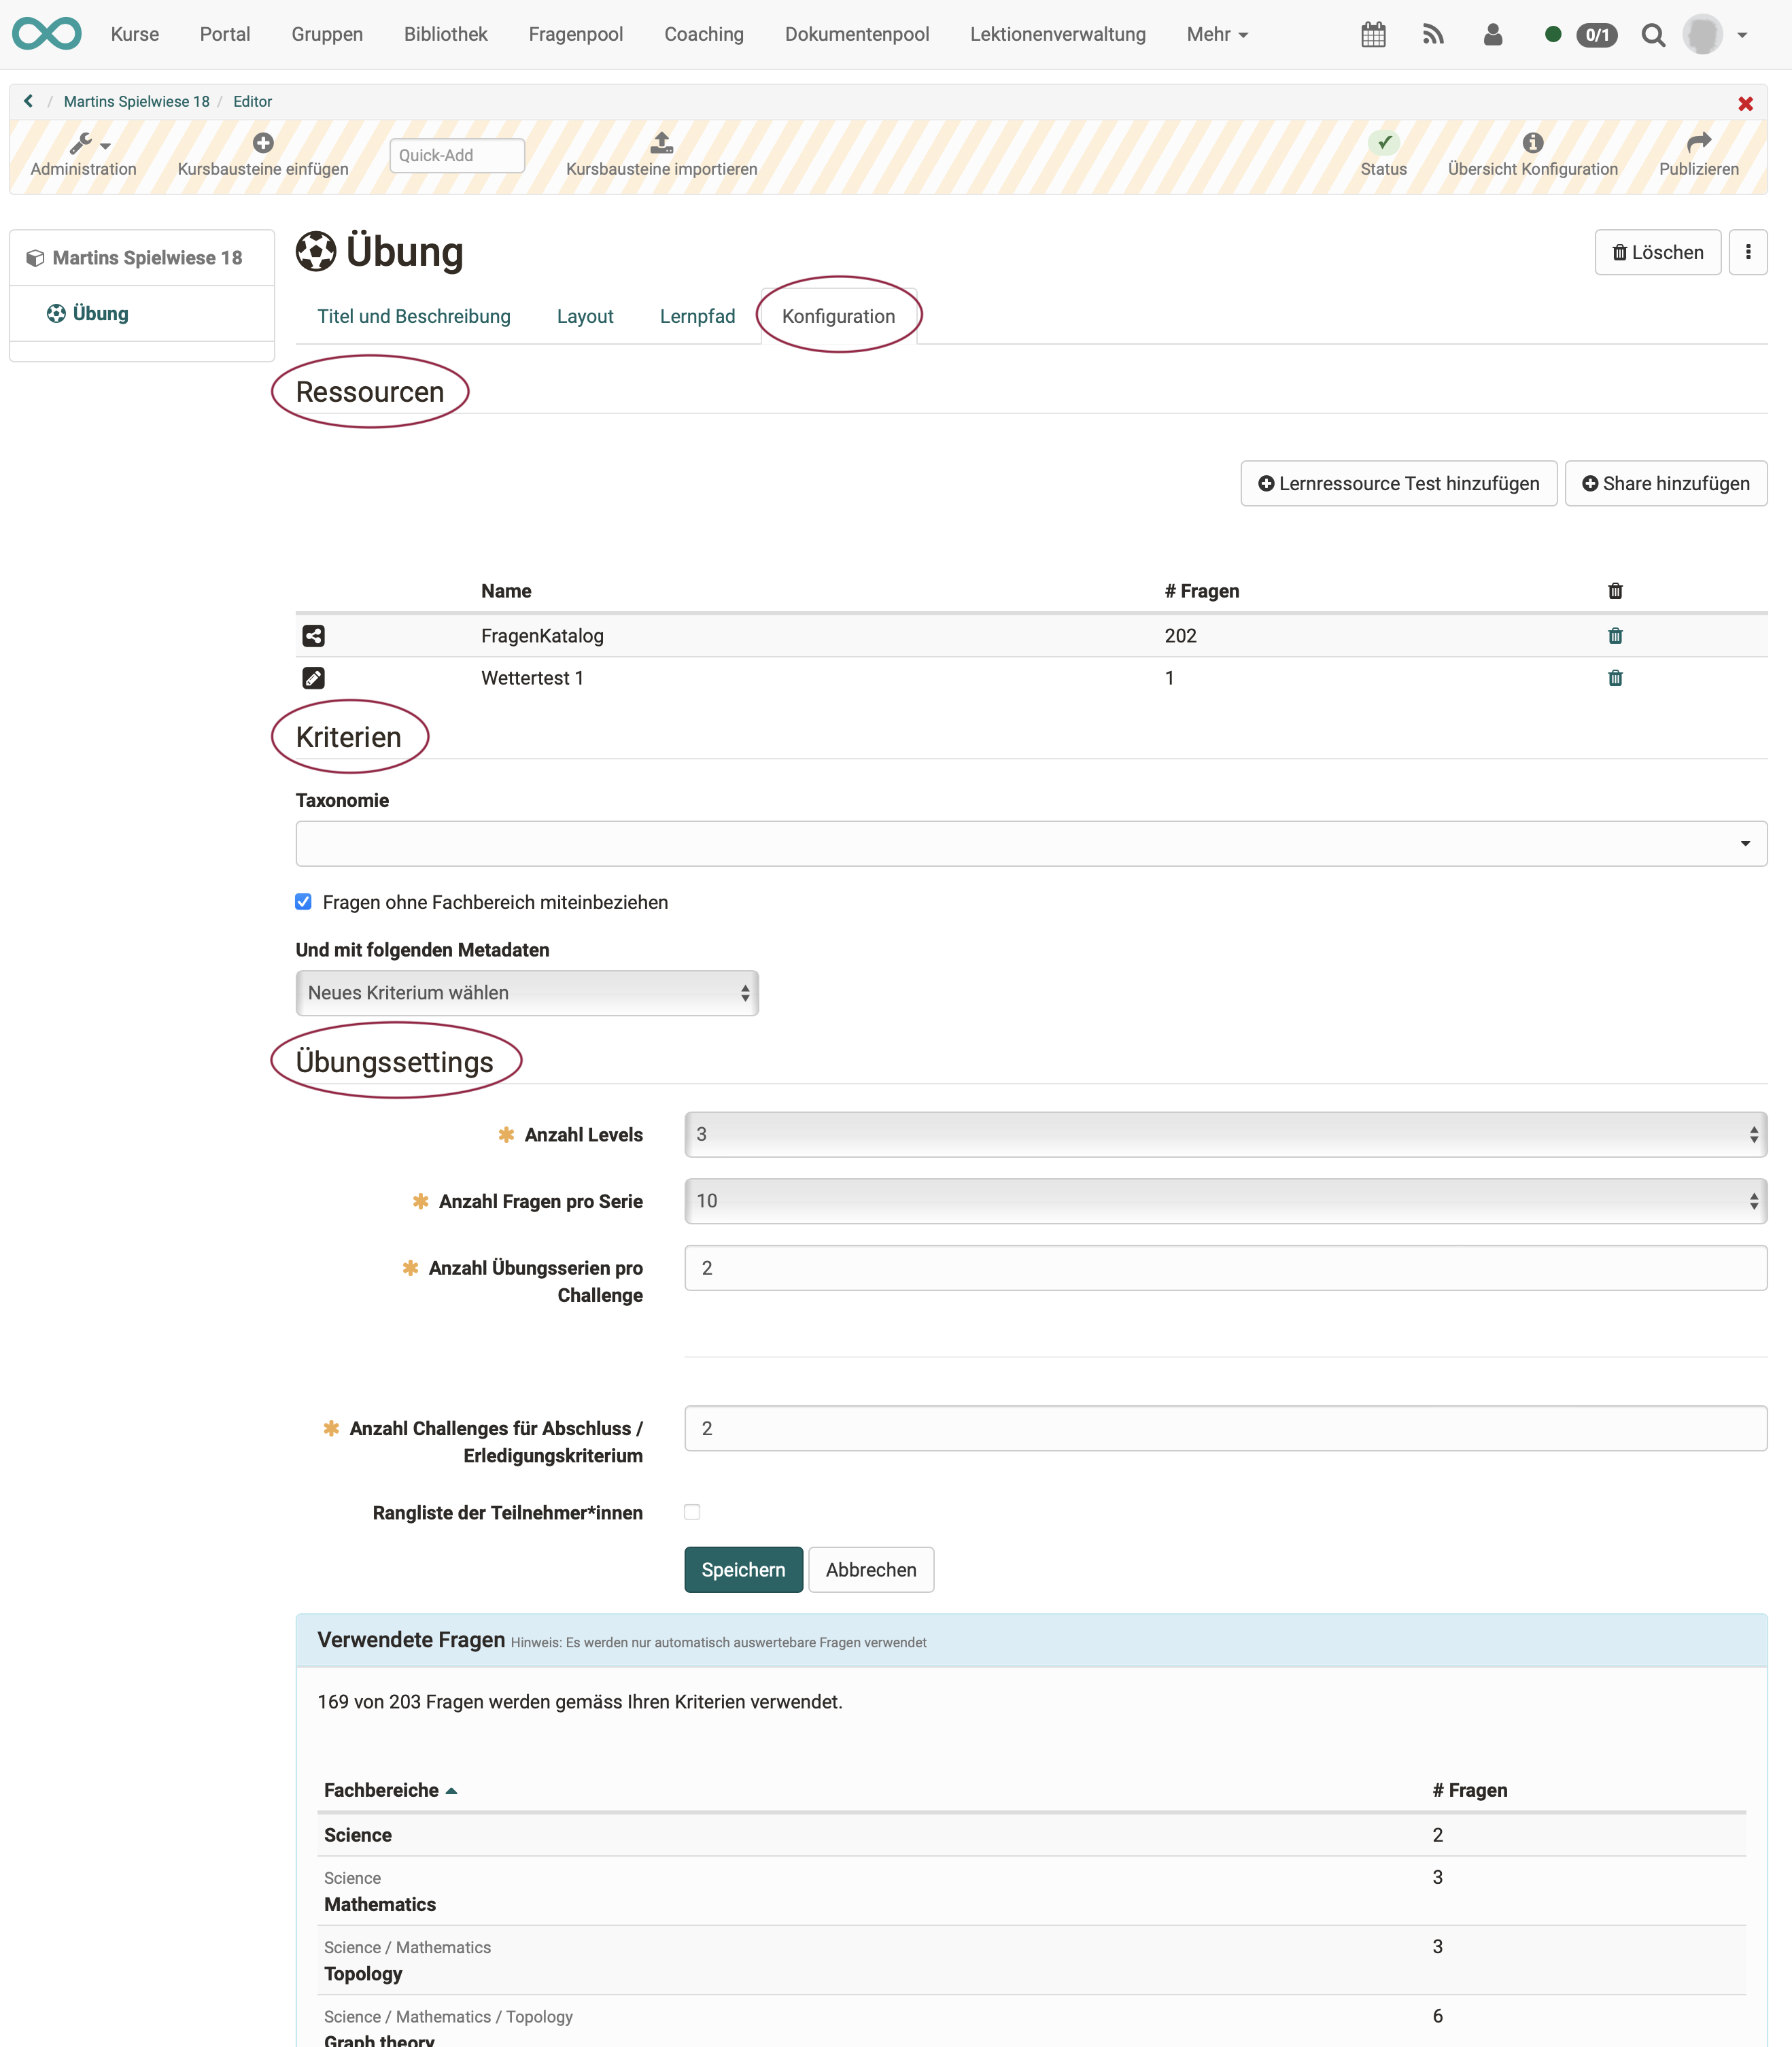 Kurse Portal Gruppen Bibliothek Fragenpool Coaching Dokumentenpool Lektionenverwaltung Mehr 0/1
/ Martins Spielwiese 18 / Editor
Administration Kursbausteine einfügen Quick-Add Kursbausteine importieren Status Übersicht Konfiguration Publizieren
Martins Spielwiese 18
Übung
Übung
Löschen
Titel und Beschreibung Layout Lernpfad Konfiguration
Ressourcen
Lernressource Test hinzufügen Share hinzufügen
Name # Fragen
FragenKatalog 202
Wettertest 1 1
Kriterien
Taxonomie
Fragen ohne Fachbereich miteinbeziehen
Und mit folgenden Metadaten
Neues Kriterium wählen
Übungssettings
Anzahl Levels 3
Anzahl Fragen pro Serie 10
Anzahl Übungsserien pro 2
Challenge
Anzahl Challenges für Abschluss / 2
Erledigungskriterium
Rangliste der Teilnehmer*innen
Speichern Abbrechen
Verwendete Fragen Hinweis: Es werden nur automatisch auswertebare Fragen verwendet
169 von 203 Fragen werden gemäss Ihren Kriterien verwendet.
Fachbereiche # Fragen
Science 2
Science 3
Mathematics
Science / Mathematics 3
Topology
Science / Mathematics / Topology 6
Graph theory